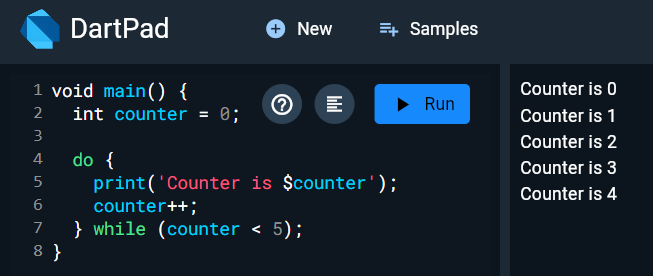 DartPad
New
Samples
1 void main() {
2   int counter = 0;
3
4   do {
5     print('Counter is $counter');
6     counter++;
7   } while (counter < 5);
8 }
Run
Counter is 0
Counter is 1
Counter is 2
Counter is 3
Counter is 4